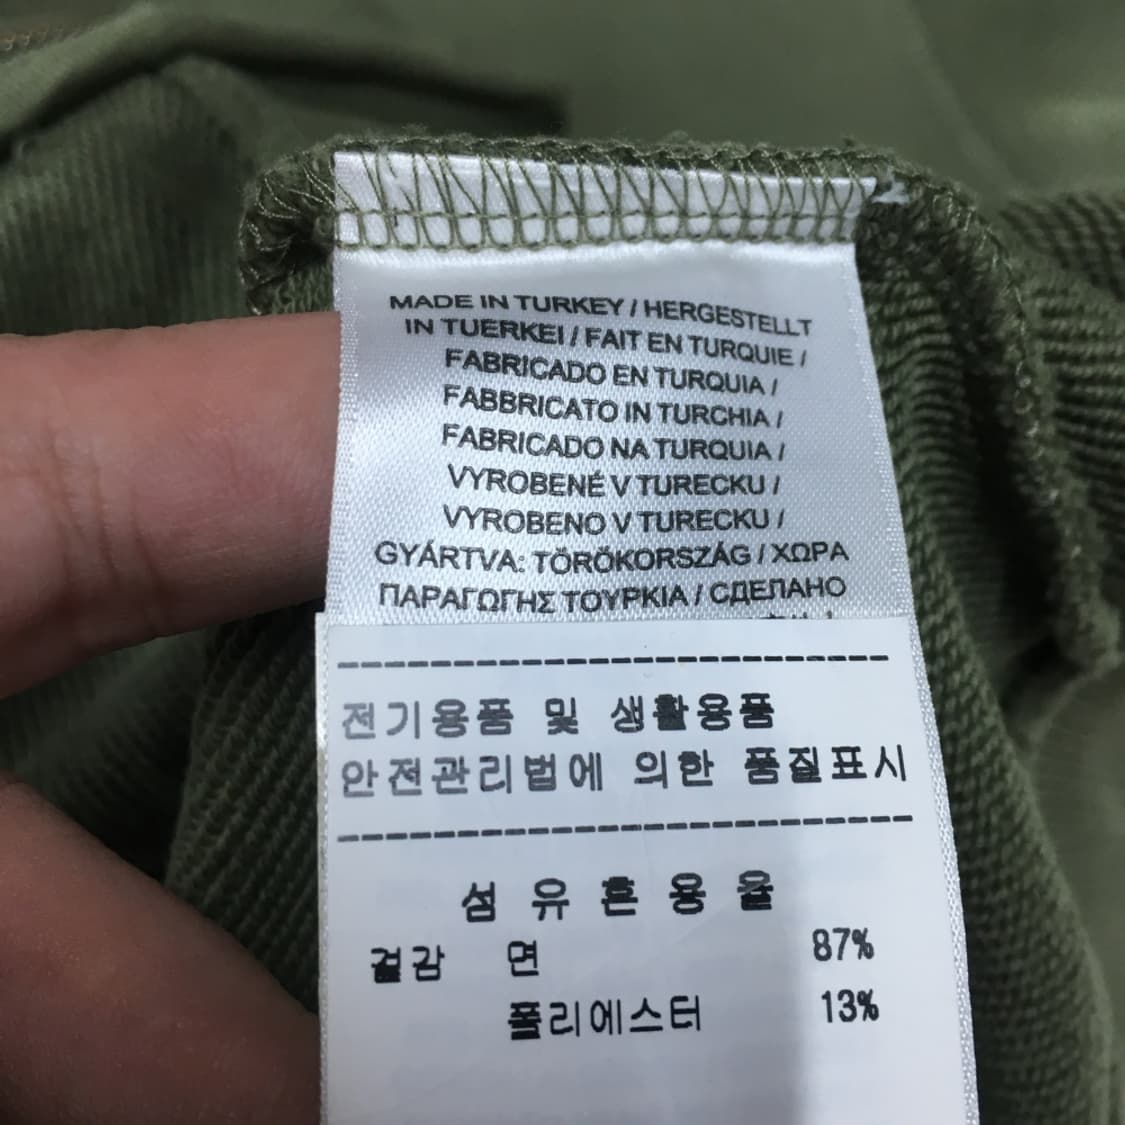 MADE IN TURKEY / HERGESTELLT
IN TUERKEI / FAIT EN TURQUIE /
FABRICADO EN TURQUIA /
FABBRICATO IN TURCHIA /
FABRICADO NA TURQUIA /
VYROBENÉ V TURECKU /
VYROBENO V TURECKU /
GYÁRTVA: TÖRÖKORSZÁG / ΧΩΡΑ
ΠΑΡΑΓΩΓΗΣ ΤΟΥΡΚΙΑ / СДЕЛАНО
전기용품 및 생활용품
안전관리법에 의한 품질표시
섬유혼용율
겉감 면 87%
폴리에스터 13%